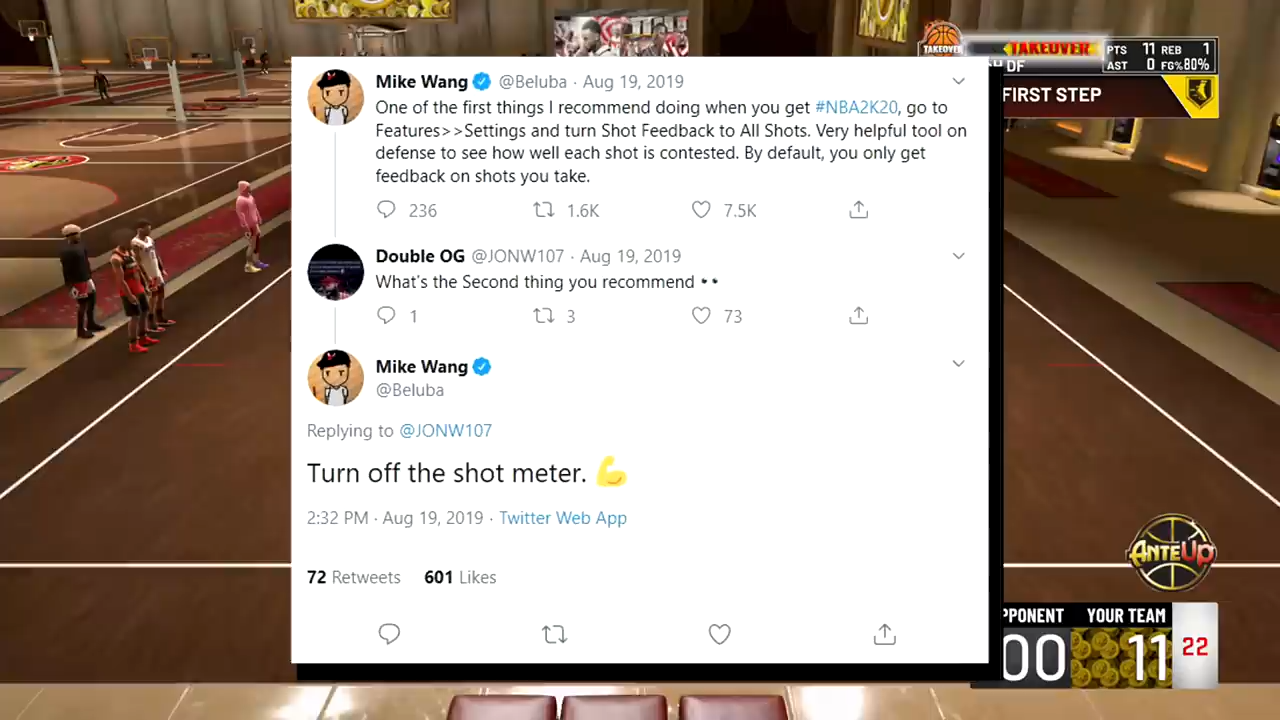 TAKEOVER
TAKEOVER
PTS 11 REB 1
DF
AST 0 FG% 80%
FIRST STEP
Mike Wang @Beluba · Aug 19, 2019
One of the first things I recommend doing when you get #NBA2K20, go to
Features>>Settings and turn Shot Feedback to All Shots. Very helpful tool on
defense to see how well each shot is contested. By default, you only get
feedback on shots you take.
236 1.6K 7.5K
Double OG @JONW107 · Aug 19, 2019
What's the Second thing you recommend 👀
1 3 73
Mike Wang
@Beluba
Replying to @JONW107
Turn off the shot meter. 💪
2:32 PM · Aug 19, 2019 · Twitter Web App
72 Retweets 601 Likes
ANTE UP
PPONENT YOUR TEAM
00 11 22